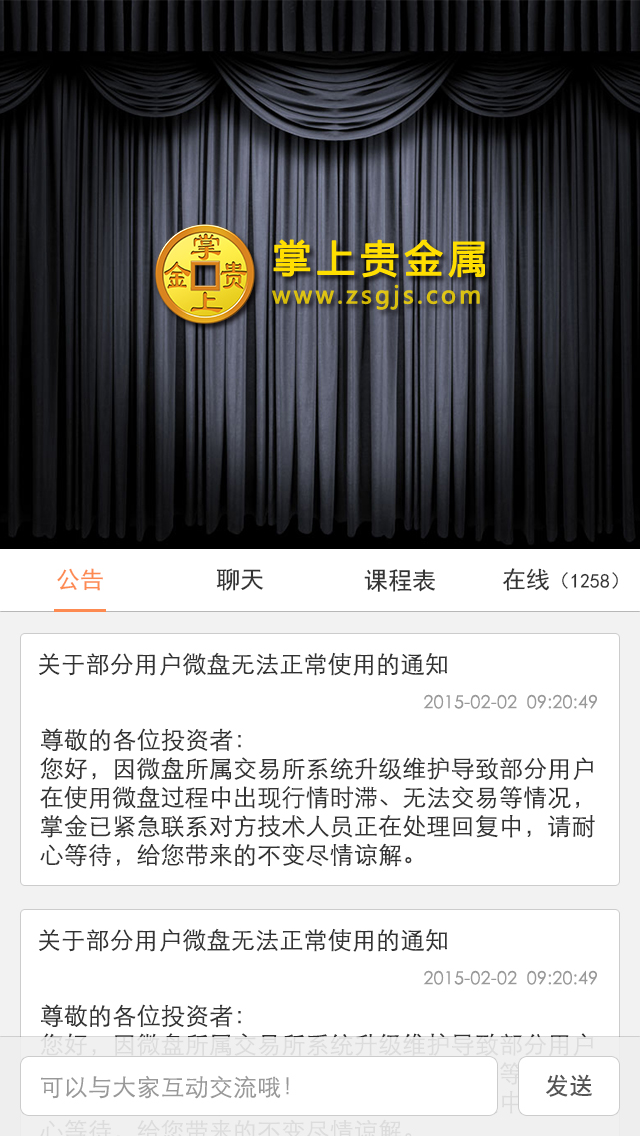 掌
金 贵
上
掌上贵金属
www.zsgjs.com
公告 聊天 课程表 在线（1258）
关于部分用户微盘无法正常使用的通知
2015-02-02 09:20:49
尊敬的各位投资者：
您好，因微盘所属交易所系统升级维护导致部分用户
在使用微盘过程中出现行情时滞、无法交易等情况，
掌金已紧急联系对方技术人员正在处理回复中，请耐
心等待，给您带来的不变尽情谅解。
关于部分用户微盘无法正常使用的通知
2015-02-02 09:20:49
尊敬的各位投资者：
您好，因微盘所属交易所系统升级维护导致部分用户
等
可以与大家互动交流哦！ 发送
中
心等待，给您带来的不变尽情谅解。